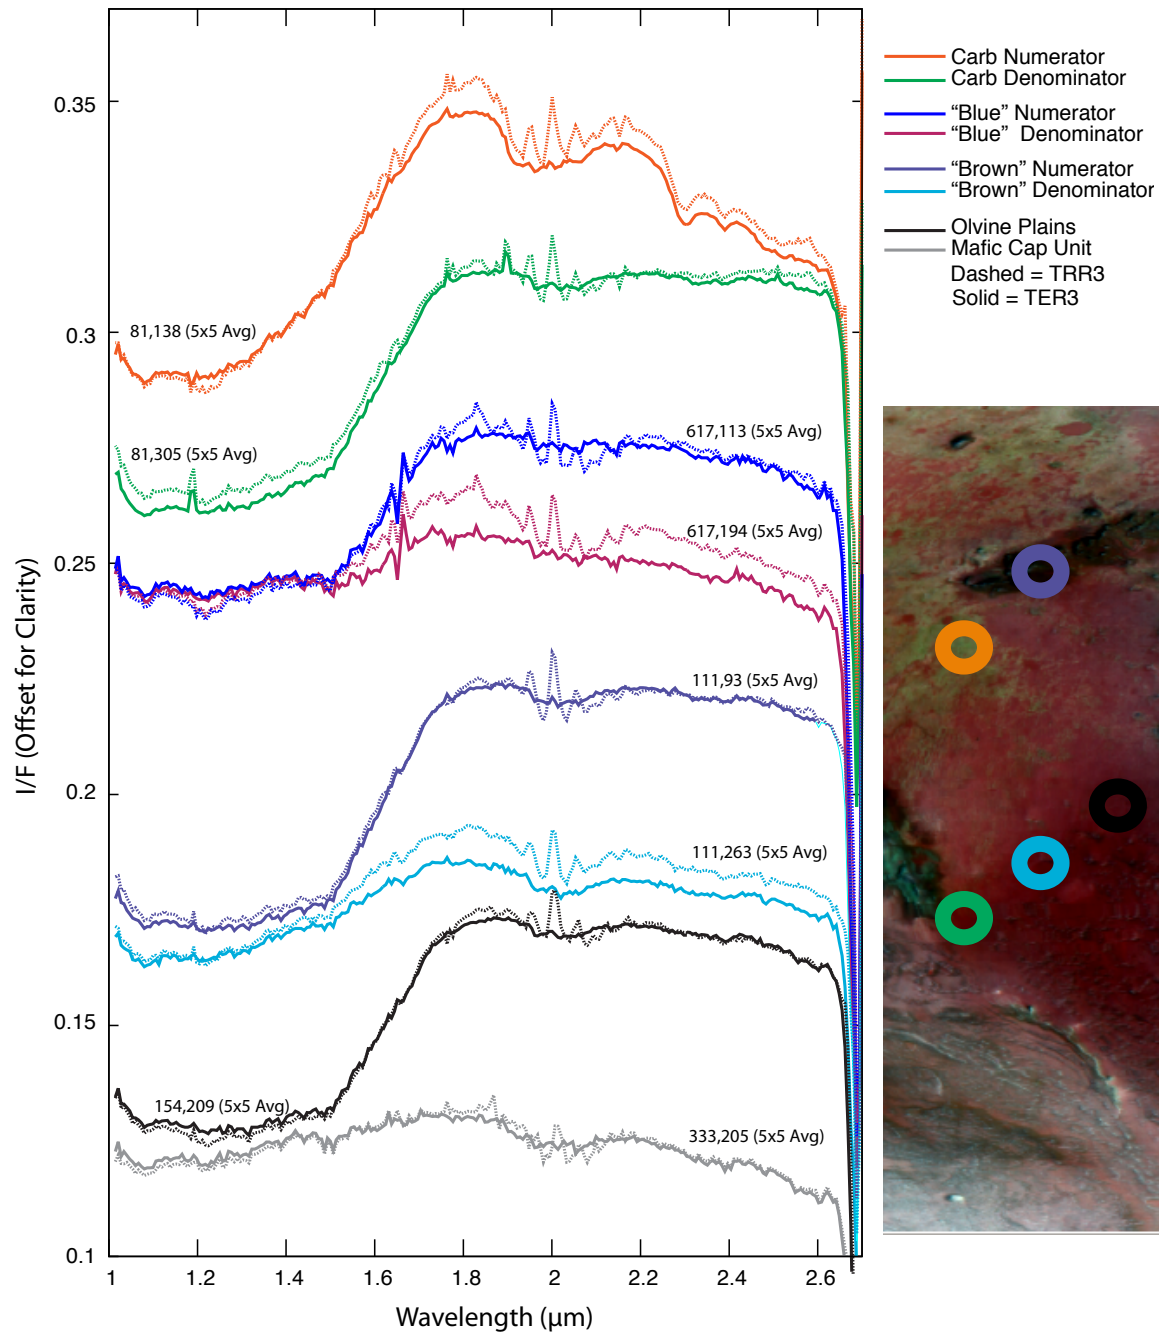 I/F (Offset for Clarity)
0.35
0.3
0.25
0.2
0.15
0.1
81,138 (5x5 Avg)
81,305 (5x5 Avg)
617,113 (5x5 Avg)
617,194 (5x5 Avg)
111,93 (5x5 Avg)
111,263 (5x5 Avg)
154,209 (5x5 Avg)
333,205 (5x5 Avg)
1 1.2 1.4 1.6 1.8 2 2.2 2.4 2.6
Wavelength (µm)
Carb Numerator
Carb Denominator
“Blue” Numerator
“Blue” Denominator
“Brown” Numerator
“Brown” Denominator
Olvine Plains
Mafic Cap Unit
Dashed = TRR3
Solid = TER3